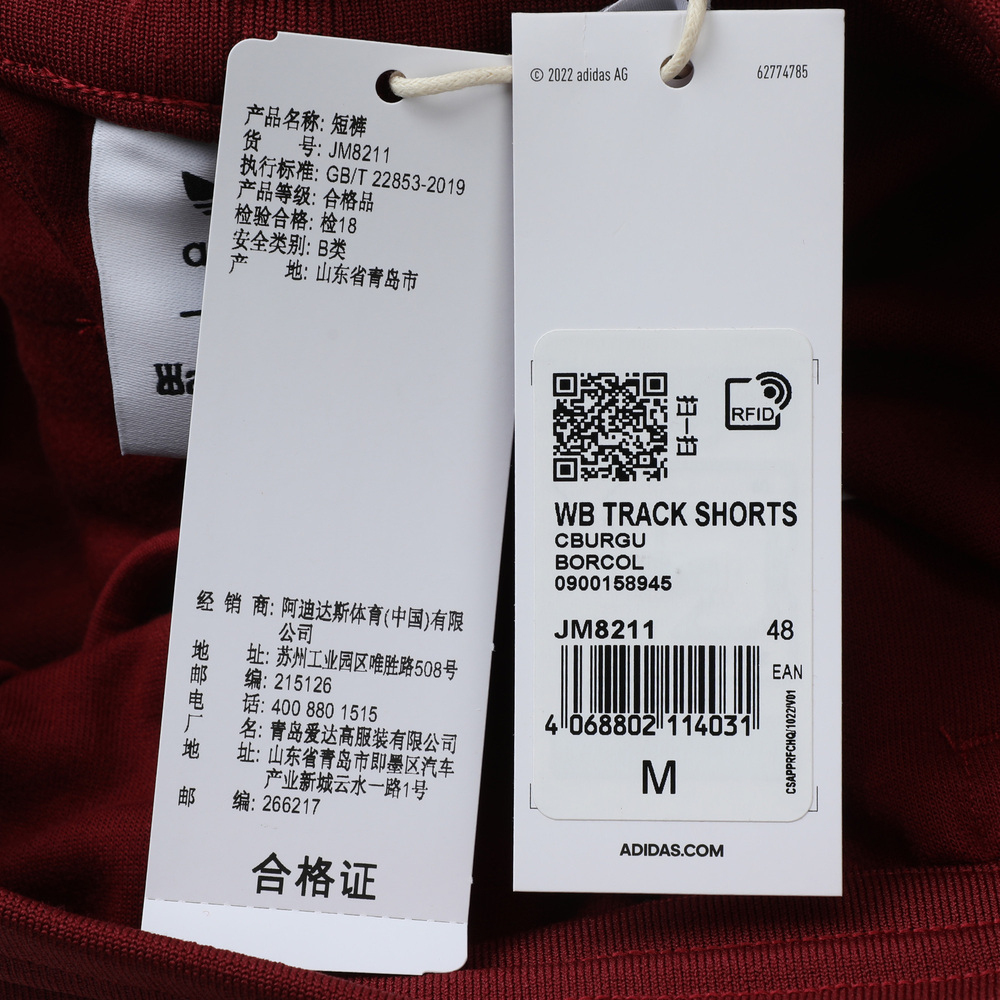 产品名称: 短裤
货 号: JM8211
执行标准: GB/T 22853-2019
产品等级: 合格品
检验合格: 检18
安全类别: B类
产 地: 山东省青岛市
经 销 商: 阿迪达斯体育(中国)有限
公司
地 址: 苏州工业园区唯胜路508号
邮 编: 215126
电 话: 400 880 1515
厂 名: 青岛爱达高服装有限公司
地 址: 山东省青岛市即墨区汽车
产业新城云水一路1号
邮 编: 266217
合格证
© 2022 adidas AG
62774785
扫一扫
RFID
WB TRACK SHORTS
CBURGU
BORCOL
0900158945
JM8211 48
EAN
4 068802 114031
CSAPPRFCHQ/1022/V01
M
ADIDAS.COM